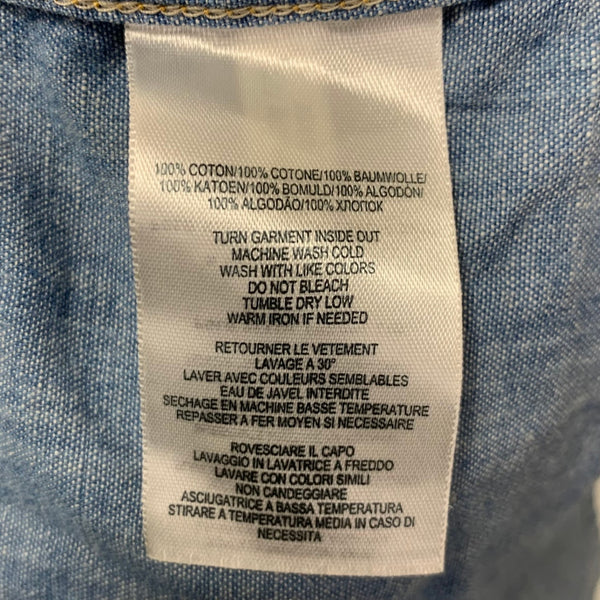 100% COTON/100% COTONE/100% BAUMWOLLE/
100% KATOEN/100% BOMULD/100% ALGODÓN/
100% ALGODÃO/100% ХЛОПОК
TURN GARMENT INSIDE OUT
MACHINE WASH COLD
WASH WITH LIKE COLORS
DO NOT BLEACH
TUMBLE DRY LOW
WARM IRON IF NEEDED
RETOURNER LE VETEMENT
LAVAGE A 30°
LAVER AVEC COULEURS SEMBLABLES
EAU DE JAVEL INTERDITE
SECHAGE EN MACHINE BASSE TEMPERATURE
REPASSER A FER MOYEN SI NECESSAIRE
ROVESCIARE IL CAPO
LAVAGGIO IN LAVATRICE A FREDDO
LAVARE CON COLORI SIMILI
NON CANDEGGIARE
ASCIUGATRICE A BASSA TEMPERATURA
STIRARE A TEMPERATURA MEDIA IN CASO DI
NECESSITA